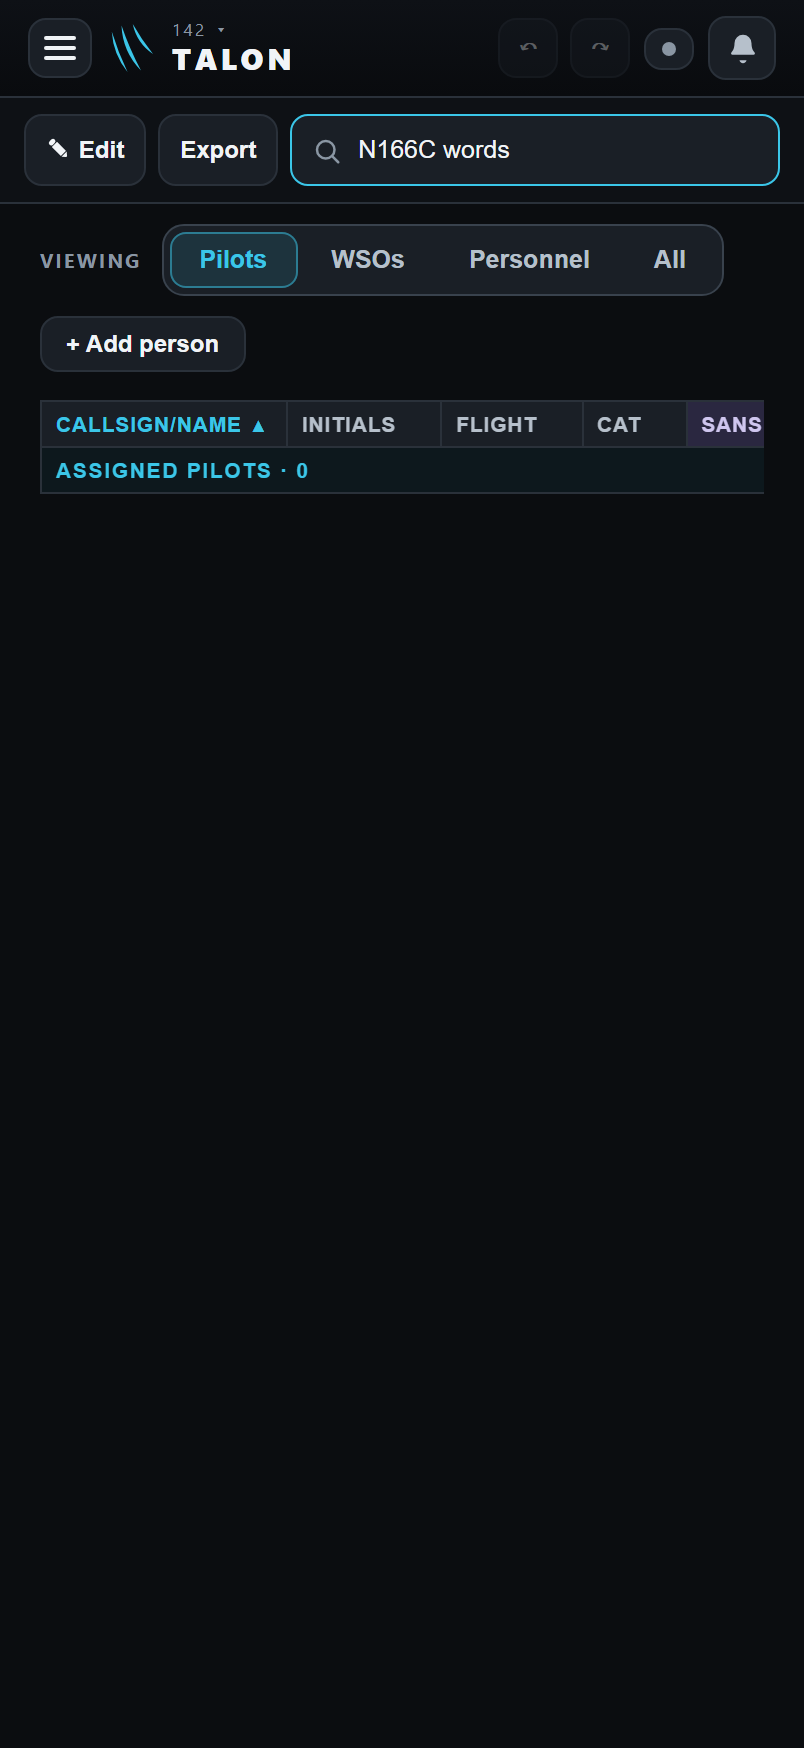 142 ▾
TALON
Edit
Export
N166C words
VIEWING
Pilots
WSOs
Personnel
All
+ Add person
CALLSIGN/NAME ▲
INITIALS
FLIGHT
CAT
SANS
ASSIGNED PILOTS · 0